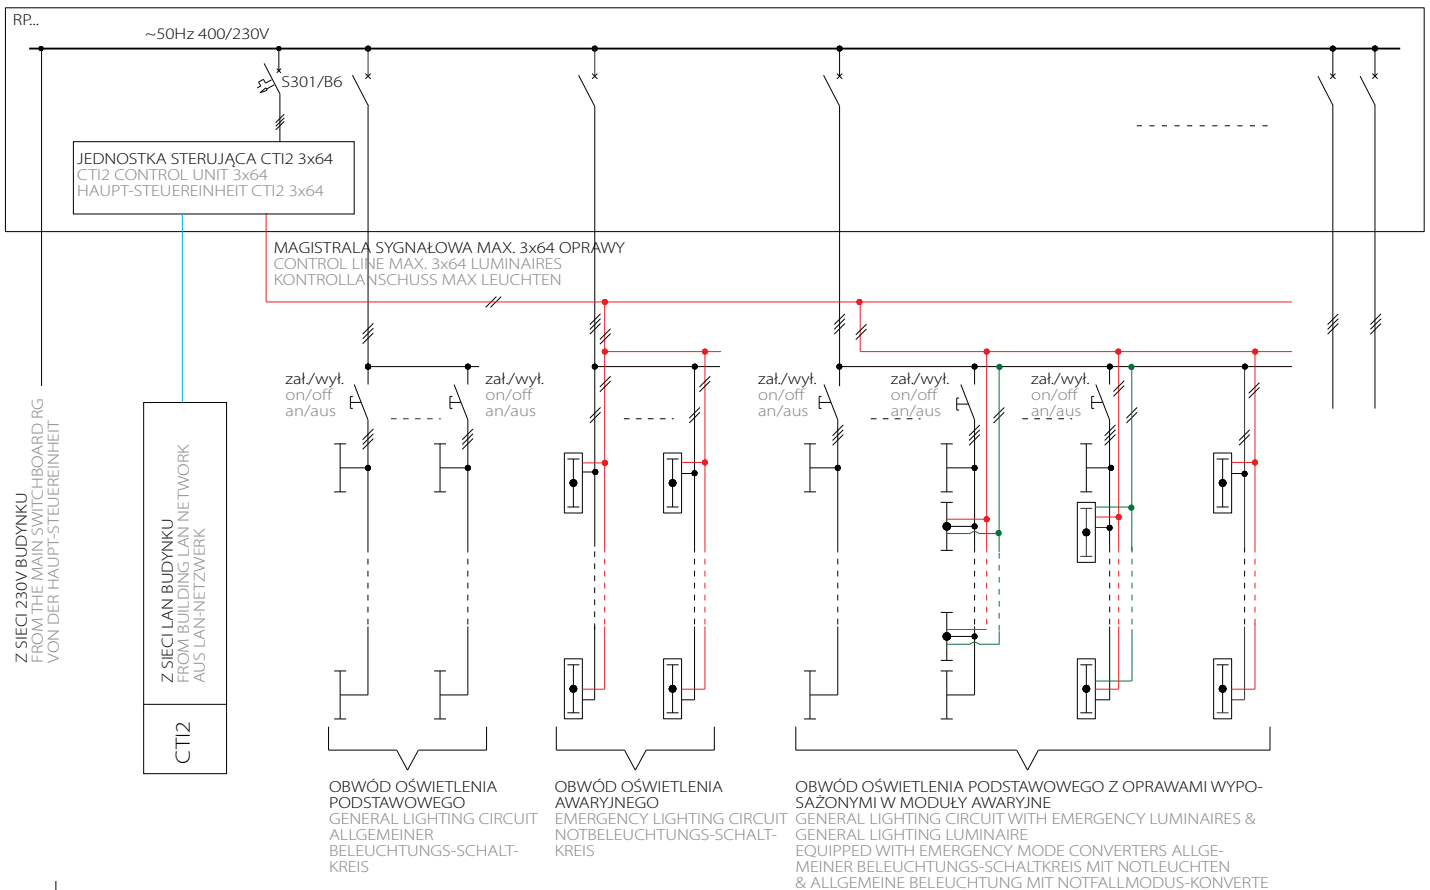 RP...
~50Hz 400/230V
S301/B6
JEDNOSTKA STERUJĄCA CTI2 3x64
CTI2 CONTROL UNIT 3x64
HAUPT-STEUEREINHEIT CTI2 3x64
MAGISTRALA SYGNAŁOWA MAX. 3x64 OPRAWY
CONTROL LINE MAX. 3x64 LUMINAIRES
KONTROLLANSCHUSS MAX LEUCHTEN
zał./wył.
on/off
an/aus
zał./wył.
on/off
an/aus
zał./wył.
on/off
an/aus
zał./wył.
on/off
an/aus
zał./wył.
on/off
an/aus
Z SIECI 230V BUDYNKU
FROM THE MAIN SWITCHBOARD RG
VON DER HAUPT-STEUEREINHEIT
Z SIECI LAN BUDYNKU
FROM BUILDING LAN NETWORK
AUS LAN-NETZWERK
CTI2
OBWÓD OŚWIETLENIA
PODSTAWOWEGO
GENERAL LIGHTING CIRCUIT
ALLGEMEINER
BELEUCHTUNGS-SCHALT-
KREIS
OBWÓD OŚWIETLENIA
AWARYJNEGO
EMERGENCY LIGHTING CIRCUIT
NOTBELEUCHTUNGS-SCHALT-
KREIS
OBWÓD OŚWIETLENIA PODSTAWOWEGO Z OPRAWAMI WYPO-
SAŻONYMI W MODUŁY AWARYJNE
GENERAL LIGHTING CIRCUIT WITH EMERGENCY LUMINAIRES &
GENERAL LIGHTING LUMINAIRE
EQUIPPED WITH EMERGENCY MODE CONVERTERS ALLGE-
MEINER BELEUCHTUNGS-SCHALTKREIS MIT NOTLEUCHTEN
& ALLGEMEINE BELEUCHTUNG MIT NOTFALLMODUS-KONVERTE